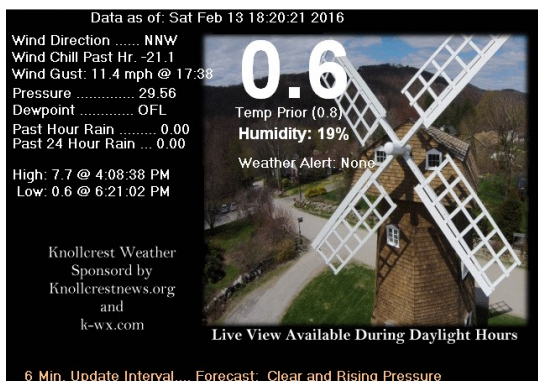 Data as of: Sat Feb 13 18:20:21 2016
Wind Direction ...... NNW
Wind Chill Past Hr. -21.1
Wind Gust: 11.4 mph @ 17:38
Pressure .............. 29.56
Dewpoint ............. OFL
Past Hour Rain ......... 0.00
Past 24 Hour Rain ... 0.00
High: 7.7 @ 4:08:38 PM
Low: 0.6 @ 6:21:02 PM
0.6
Temp Prior (0.8)
Humidity: 19%
Weather Alert: None
Knollcrest Weather
Sponsord by
Knollcrestnews.org
and
k-wx.com
Live View Available During Daylight Hours
6 Min. Update Interval.... Forecast: Clear and Rising Pressure